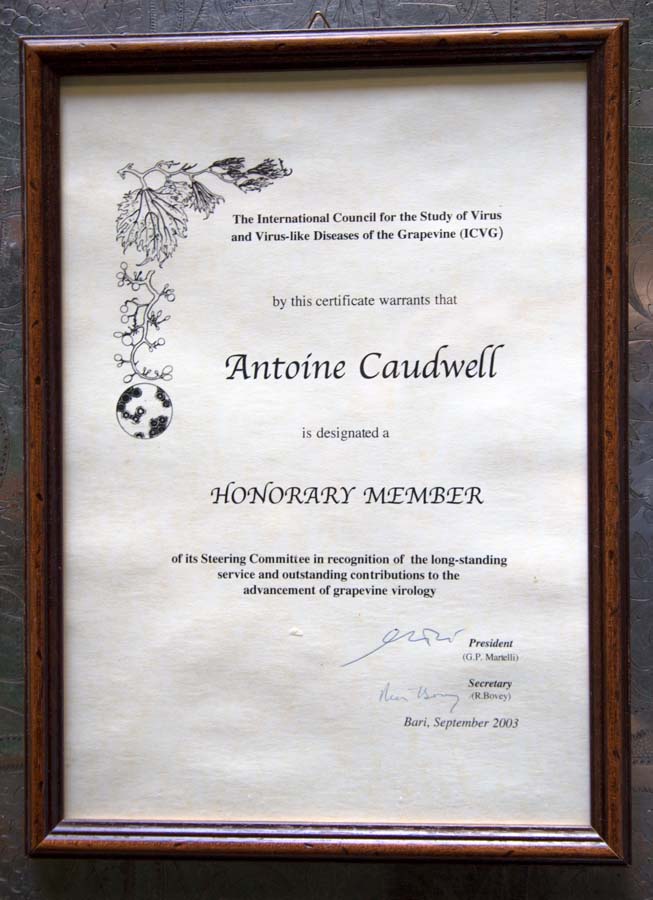 The International Council for the Study of Virus
and Virus-like Diseases of the Grapevine (ICVG)
by this certificate warrants that
Antoine Caudwell
is designated a
HONORARY MEMBER
of its Steering Committee in recognition of the long-standing
service and outstanding contributions to the
advancement of grapevine virology
President
(G.P. Martelli)
Secretary
(R.Bovey)
Bari, September 2003